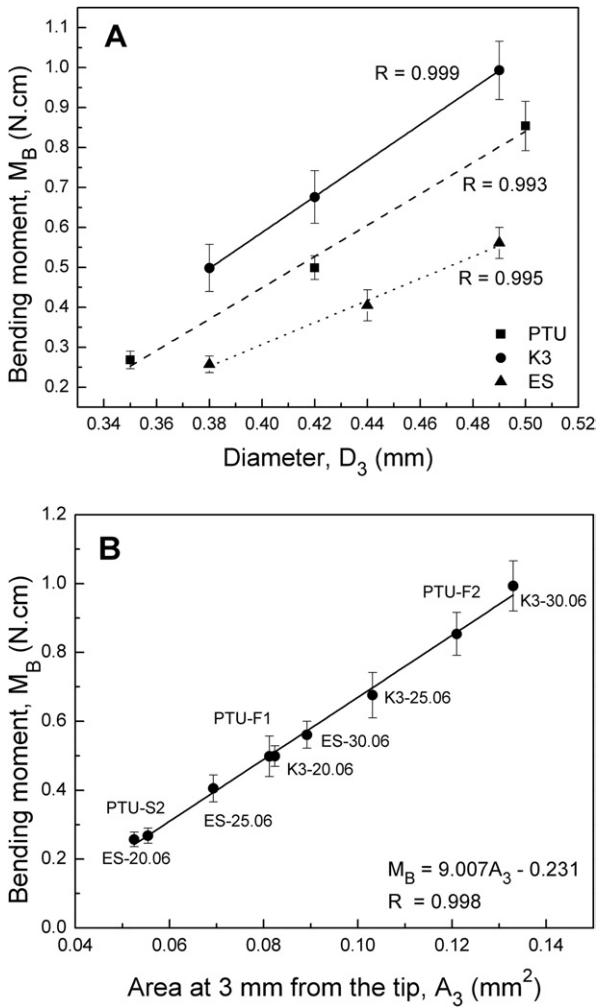 A
R = 0.999
R = 0.993
R = 0.995
PTU
K3
ES
1.1
1.0
0.9
0.8
0.7
0.6
0.5
0.4
0.3
0.2
Bending moment, M_B (N.cm)
0.34 0.36 0.38 0.40 0.42 0.44 0.46 0.48 0.50 0.52
Diameter, D_3 (mm)
B
1.2
1.0
0.8
0.6
0.4
0.2
0.0
Bending moment, M_B (N.cm)
PTU-F2
K3-30.06
K3-25.06
PTU-F1
ES-30.06
K3-20.06
PTU-S2
ES-25.06
ES-20.06
M_B = 9.007A_3 - 0.231
R = 0.998
0.04 0.06 0.08 0.10 0.12 0.14
Area at 3 mm from the tip, A_3 (mm²)